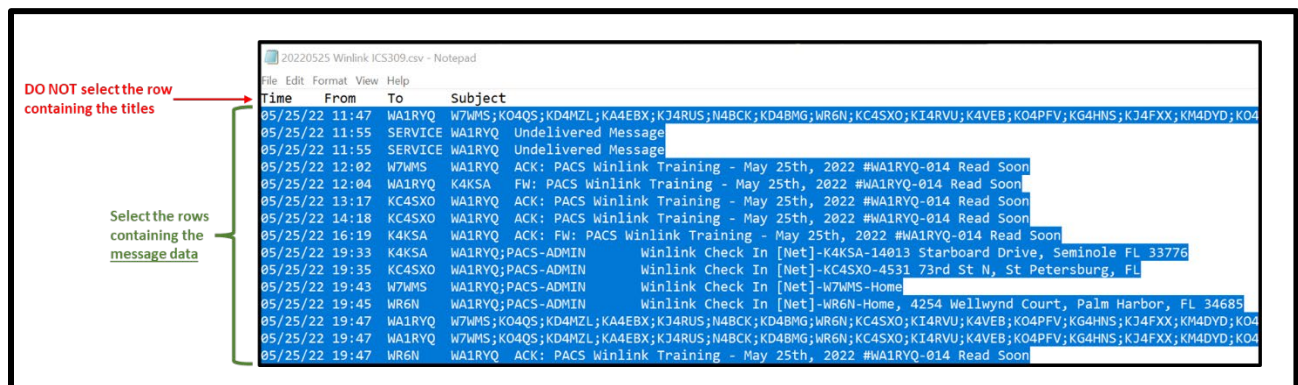 20220525 Winlink ICS309.csv - Notepad
File Edit Format View Help
DO NOT select the row
containing the titles
Time From To Subject
05/25/22 11:47 WA1RYQ W7WMS;KO4QS;KD4MZL;KA4EBX;KJ4RUS;N4BCK;KD4BMG;WR6N;KC4SXO;KI4RVU;K4VEB;KO4PFV;KG4HNS;KJ4FXX;KM4DYD;KO4
05/25/22 11:55 SERVICE WA1RYQ Undelivered Message
05/25/22 11:55 SERVICE WA1RYQ Undelivered Message
05/25/22 12:02 W7WMS WA1RYQ ACK: PACS Winlink Training - May 25th, 2022 #WA1RYQ-014 Read Soon
05/25/22 12:04 WA1RYQ K4KSA FW: PACS Winlink Training - May 25th, 2022 #WA1RYQ-014 Read Soon
05/25/22 13:17 KC4SXO WA1RYQ ACK: PACS Winlink Training - May 25th, 2022 #WA1RYQ-014 Read Soon
05/25/22 14:18 KC4SXO WA1RYQ ACK: PACS Winlink Training - May 25th, 2022 #WA1RYQ-014 Read Soon
05/25/22 16:19 K4KSA WA1RYQ ACK: FW: PACS Winlink Training - May 25th, 2022 #WA1RYQ-014 Read Soon
05/25/22 19:33 K4KSA WA1RYQ;PACS-ADMIN Winlink Check In [Net]-K4KSA-14013 Starboard Drive, Seminole FL 33776
05/25/22 19:35 KC4SXO WA1RYQ;PACS-ADMIN Winlink Check In [Net]-KC4SXO-4531 73rd St N, St Petersburg, FL
05/25/22 19:43 W7WMS WA1RYQ;PACS-ADMIN Winlink Check In [Net]-W7WMS-Home
05/25/22 19:45 WR6N WA1RYQ;PACS-ADMIN Winlink Check In [Net]-WR6N-Home, 4254 Wellwynd Court, Palm Harbor, FL 34685
05/25/22 19:47 WA1RYQ W7WMS;KO4QS;KD4MZL;KA4EBX;KJ4RUS;N4BCK;KD4BMG;WR6N;KC4SXO;KI4RVU;K4VEB;KO4PFV;KG4HNS;KJ4FXX;KM4DYD;KO4
05/25/22 19:47 WA1RYQ W7WMS;KO4QS;KD4MZL;KA4EBX;KJ4RUS;N4BCK;KD4BMG;WR6N;KC4SXO;KI4RVU;K4VEB;KO4PFV;KG4HNS;KJ4FXX;KM4DYD;KO4
05/25/22 19:47 WR6N WA1RYQ ACK: PACS Winlink Training - May 25th, 2022 #WA1RYQ-014 Read Soon
Select the rows
containing the
message data